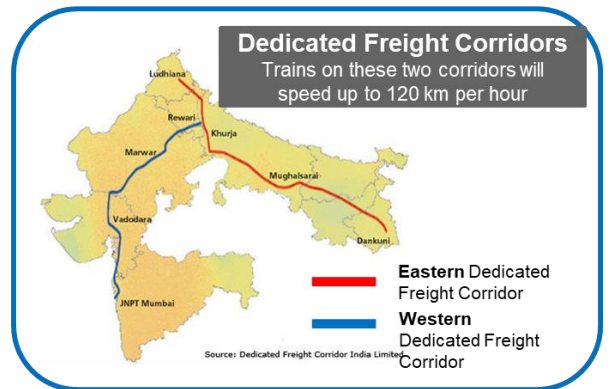 Dedicated Freight Corridors
Trains on these two corridors will
speed up to 120 km per hour
Ludhiana
Rewari
Khurja
Marwar
Mughalsarai
Vadodara
Dankuni
JNPT Mumbai
Eastern Dedicated
Freight Corridor
Western
Dedicated Freight
Corridor
Source: Dedicated Freight Corridor India Limited